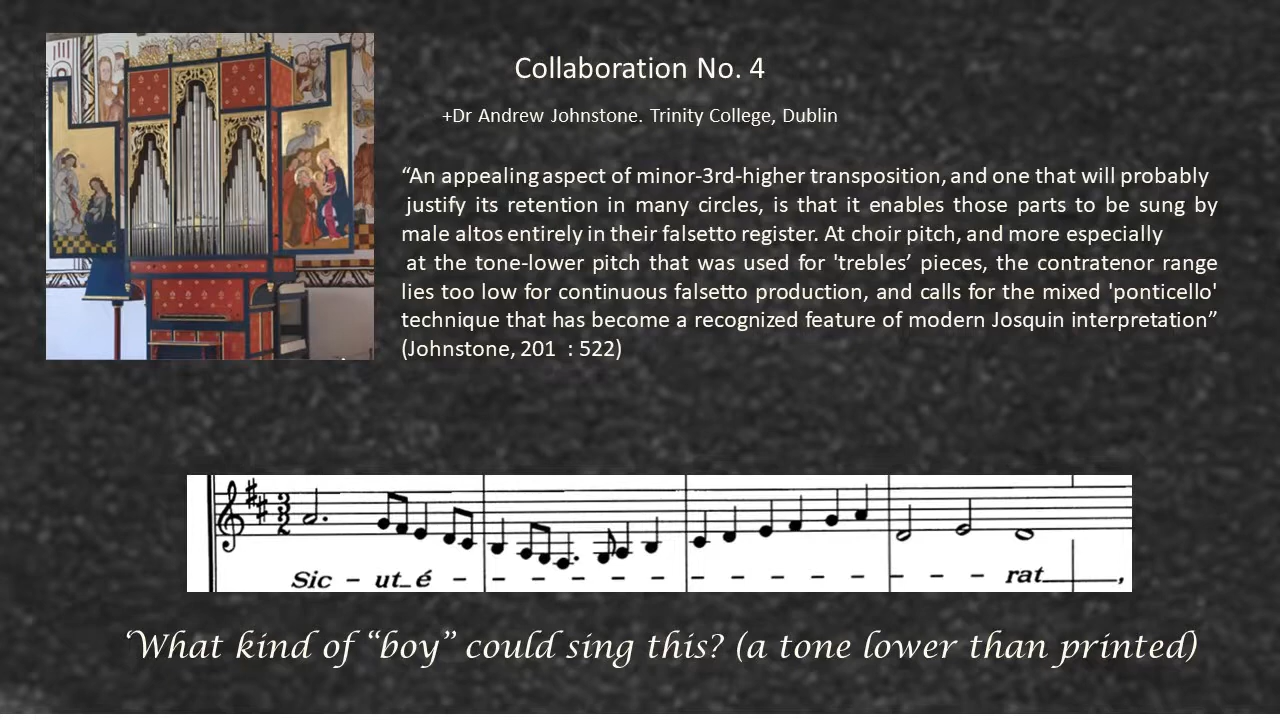 Collaboration No. 4
+Dr Andrew Johnstone. Trinity College, Dublin
“An appealing aspect of minor-3rd-higher transposition, and one that will probably
justify its retention in many circles, is that it enables those parts to be sung by
male altos entirely in their falsetto register. At choir pitch, and more especially
at the tone-lower pitch that was used for 'trebles’ pieces, the contratenor range
lies too low for continuous falsetto production, and calls for the mixed 'ponticello'
technique that has become a recognized feature of modern Josquin interpretation”
(Johnstone, 201 : 522)
3 3 2
Sic - ut_é - - - - - - - - - - - - - - rat___,
‘What kind of “boy” could sing this? (a tone lower than printed)